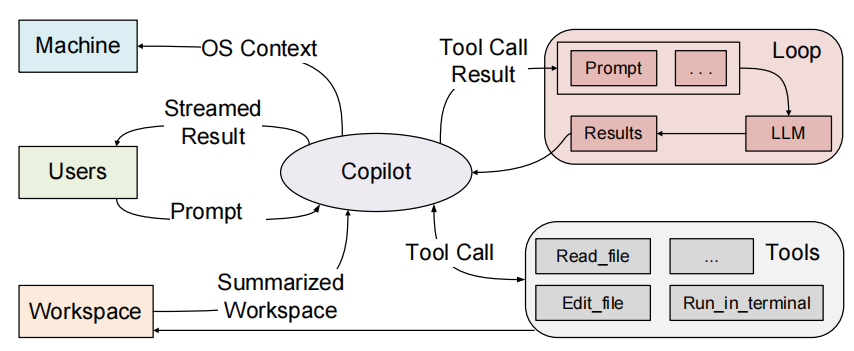 Machine
OS Context
Tool Call
Result
Loop
Prompt
. . .
Streamed
Result
Results
LLM
Users
Copilot
Prompt
Tool Call
Read_file
...
Tools
Summarized
Workspace
Workspace
Edit_file
Run_in_terminal